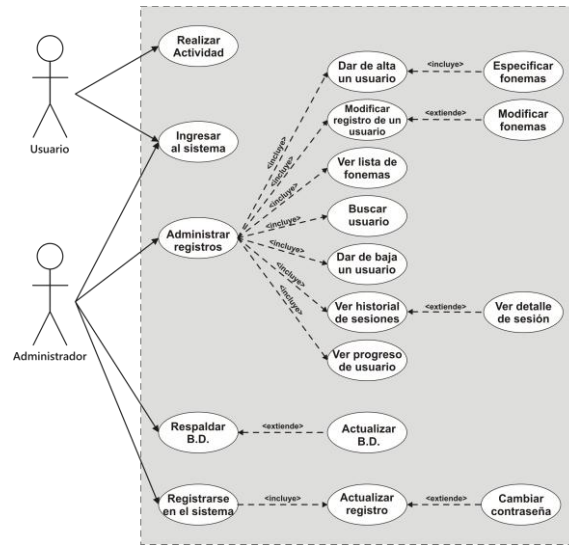 Realizar
Actividad
Usuario
Ingresar
al sistema
Administrador
Administrar
registros
<incluye>
<incluye>
<incluye>
<incluye>
<incluye>
<incluye>
<incluye>
Dar de alta
un usuario
<incluye>
Especificar
fonemas
Modificar
registro de un
usuario
<extiende>
Modificar
fonemas
Ver lista de
fonemas
Buscar
usuario
Dar de baja
un usuario
Ver historial
de sesiones
<extiende>
Ver detalle
de sesión
Ver progreso
de usuario
Respaldar
B.D.
<extiende>
Actualizar
B.D.
Registrarse
en el sistema
<incluye>
Actualizar
registro
<extiende>
Cambiar
contraseña